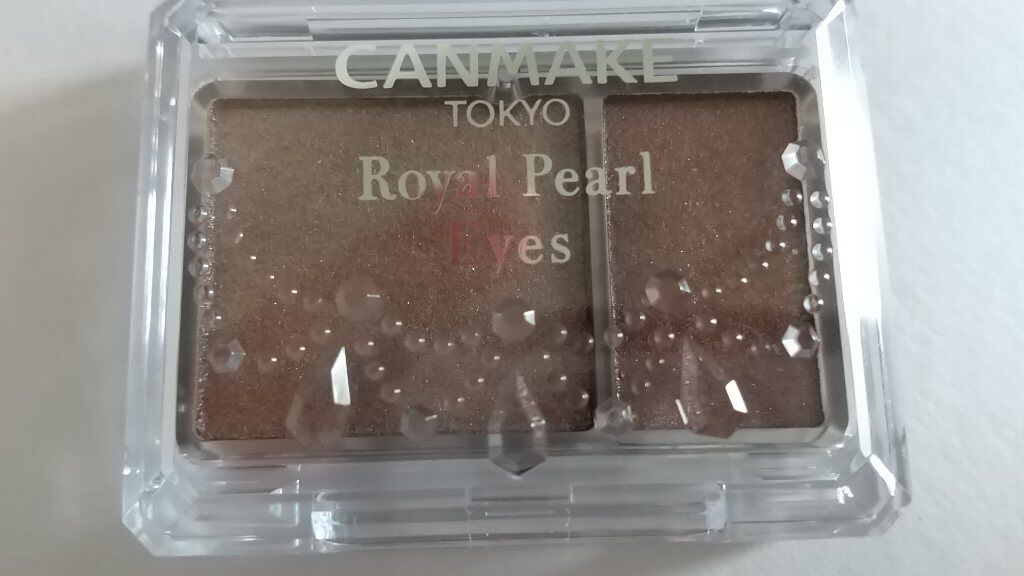 CANMAKE
TOKYO
Royal Pearl
Eyes